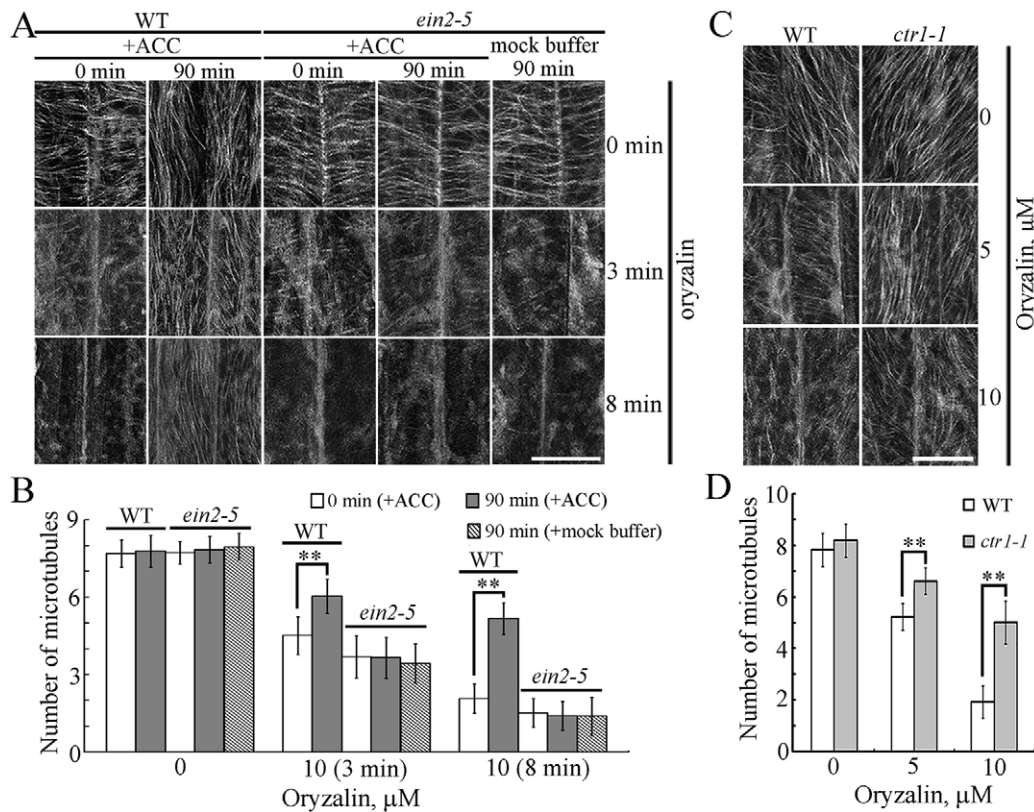 A
WT
ein2-5
+ACC
+ACC
mock buffer
0 min
90 min
0 min
90 min
90 min
0 min
3 min
8 min
oryzalin
C
WT
ctr1-1
0
5
10
Oryzalin, μM
B
0 min (+ACC)
90 min (+ACC)
90 min (+mock buffer)
WT
ein2-5
WT
**
ein2-5
WT
**
ein2-5
Number of microtubules
9
6
3
0
0
10 (3 min)
10 (8 min)
Oryzalin, μM
D
WT
ctr1-1
**
**
Number of microtubules
10
8
6
4
2
0
0
5
10
Oryzalin, μM